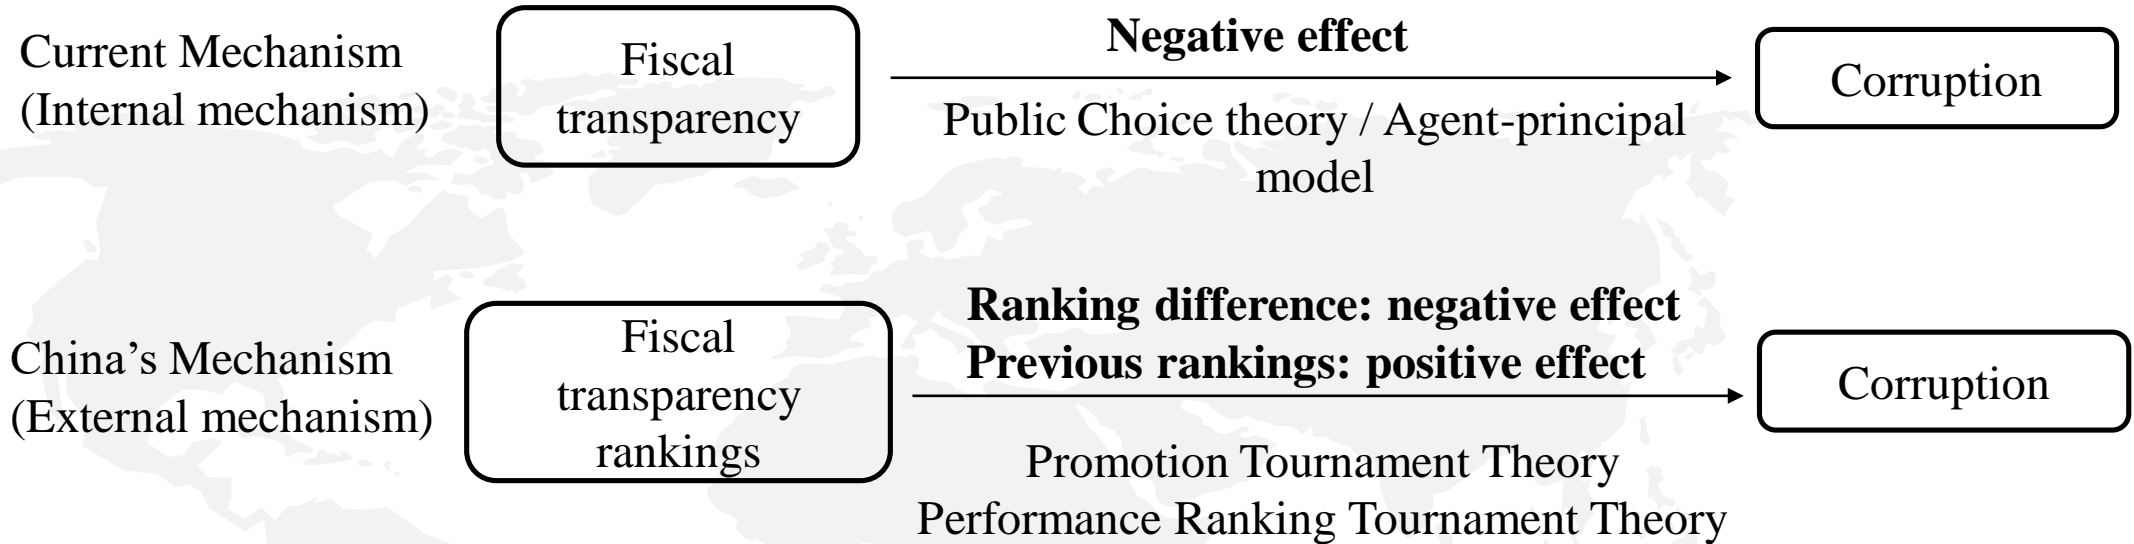 Current Mechanism
(Internal mechanism)
Fiscal
transparency
Negative effect
Public Choice theory / Agent-principal
model
Corruption
China’s Mechanism
(External mechanism)
Fiscal
transparency
rankings
Ranking difference: negative effect
Previous rankings: positive effect
Promotion Tournament Theory
Performance Ranking Tournament Theory
Corruption